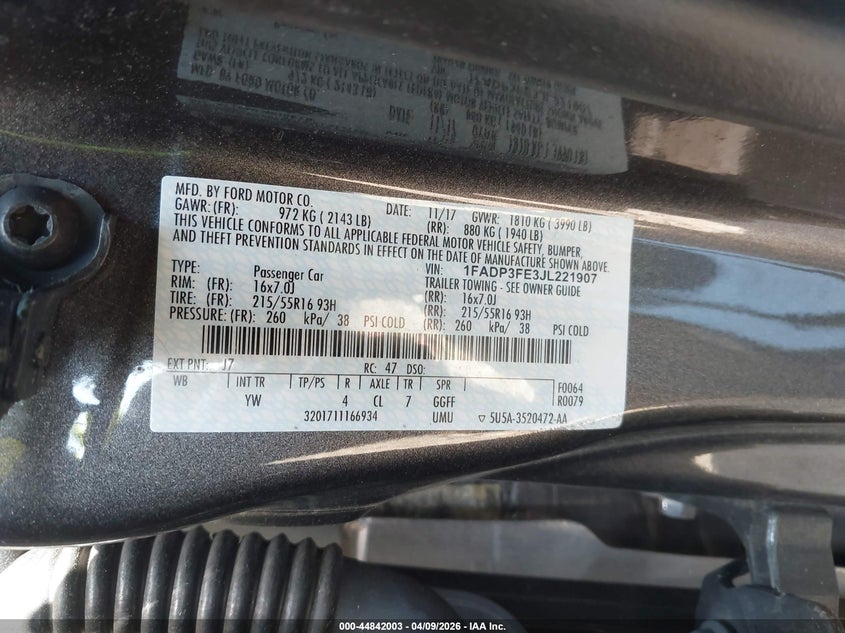 MFD. BY FORD MOTOR CO.
DATE: 11/17 GVWR: 1810 KG ( 3990 LB)
GAWR: (FR): 972 KG ( 2143 LB) (RR): 880 KG ( 1940 LB)
THIS VEHICLE CONFORMS TO ALL APPLICABLE FEDERAL MOTOR VEHICLE SAFETY, BUMPER,
AND THEFT PREVENTION STANDARDS IN EFFECT ON THE DATE OF MANUFACTURE SHOWN ABOVE.
VIN: 1FADP3FE3JL221907
TYPE: Passenger Car TRAILER TOWING - SEE OWNER GUIDE
RIM: (FR): 16x7.0J (RR): 16x7.0J
TIRE: (FR): 215/55R16 93H (RR): 215/55R16 93H
PRESSURE: (FR): 260 kPa/ 38 PSI COLD (RR): 260 kPa/ 38 PSI COLD
EXT PNT: J7 RC: 47 DSO:
WB INT TR TP/PS R AXLE TR SPR F0064
YW 4 CL 7 GGFF R0079
3201711166934 UMU ▽ 5U5A-3520472-AA
000-44842003 - 04/09/2026 - IAA Inc.